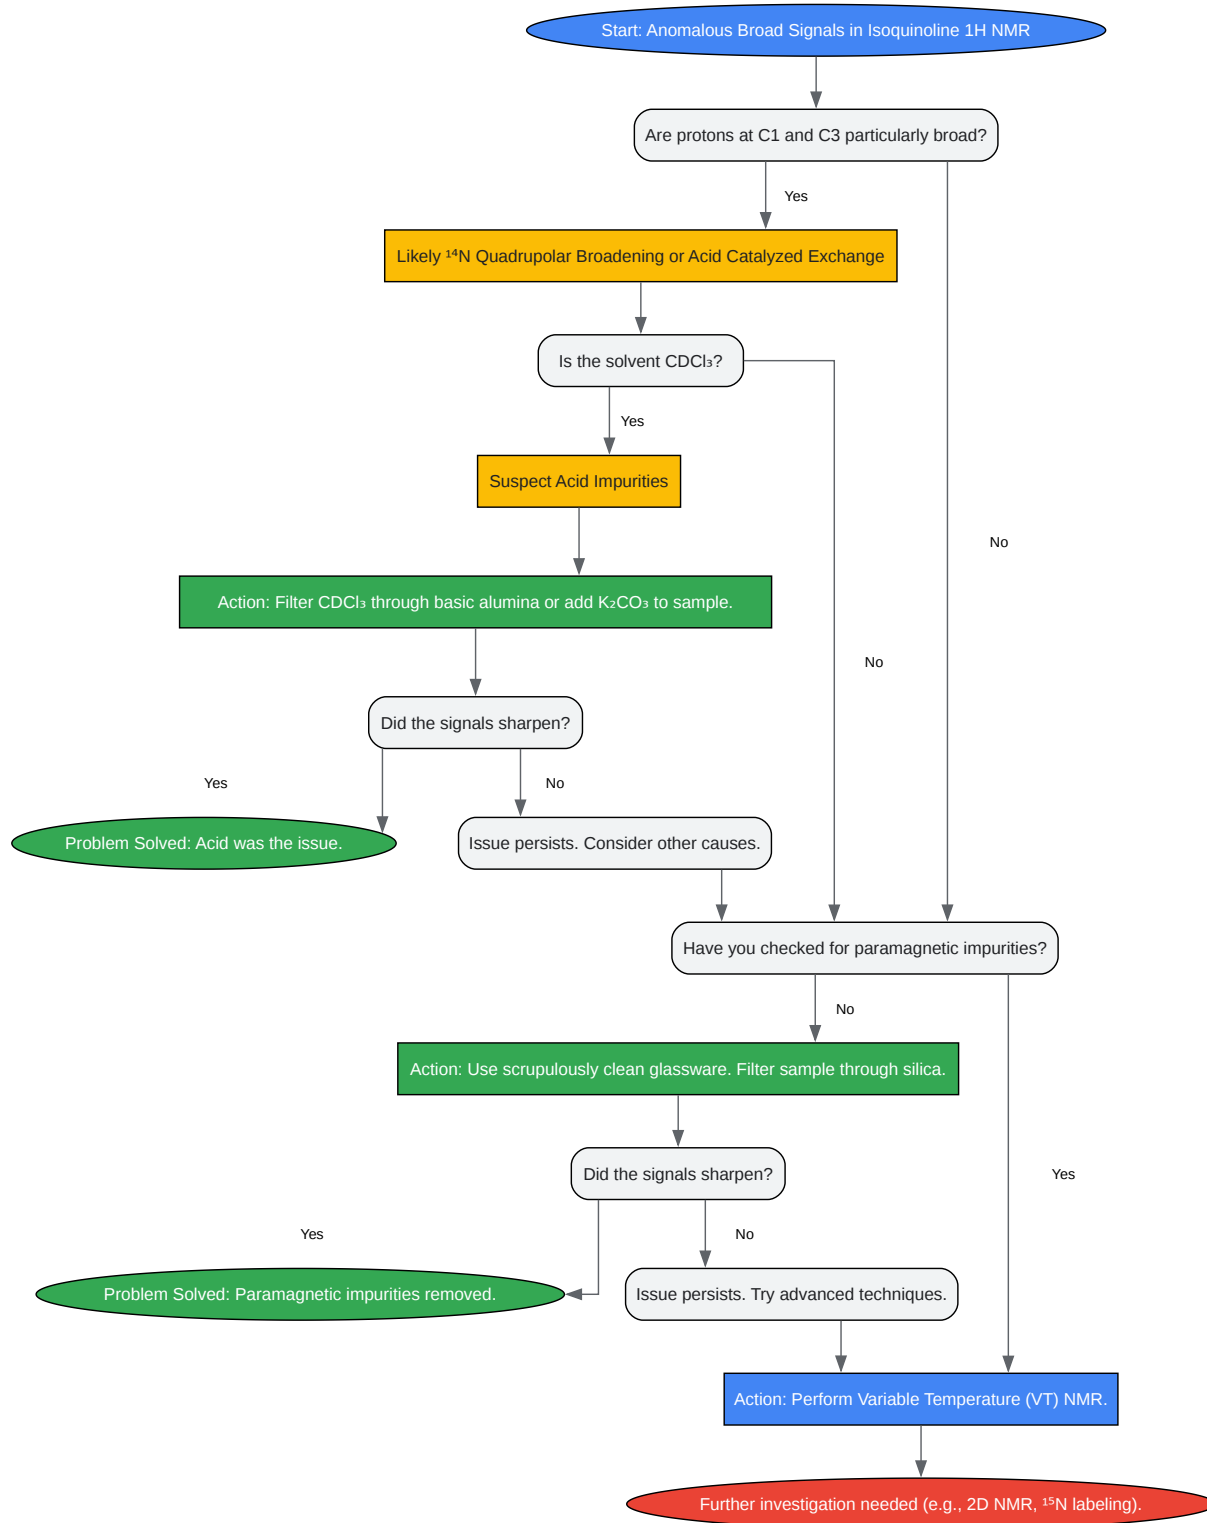 Start: Anomalous Broad Signals in Isoquinoline 1H NMR
Are protons at C1 and C3 particularly broad?
Yes
Likely ¹⁴N Quadrupolar Broadening or Acid Catalyzed Exchange
Is the solvent CDCl₃?
Yes
Suspect Acid Impurities
No
Action: Filter CDCl₃ through basic alumina or add K₂CO₃ to sample.
No
Did the signals sharpen?
Yes
No
Problem Solved: Acid was the issue.
Issue persists. Consider other causes.
Have you checked for paramagnetic impurities?
No
Action: Use scrupulously clean glassware. Filter sample through silica.
Did the signals sharpen?
Yes
Yes
No
Problem Solved: Paramagnetic impurities removed.
Issue persists. Try advanced techniques.
Action: Perform Variable Temperature (VT) NMR.
Further investigation needed (e.g., 2D NMR, ¹⁵N labeling).